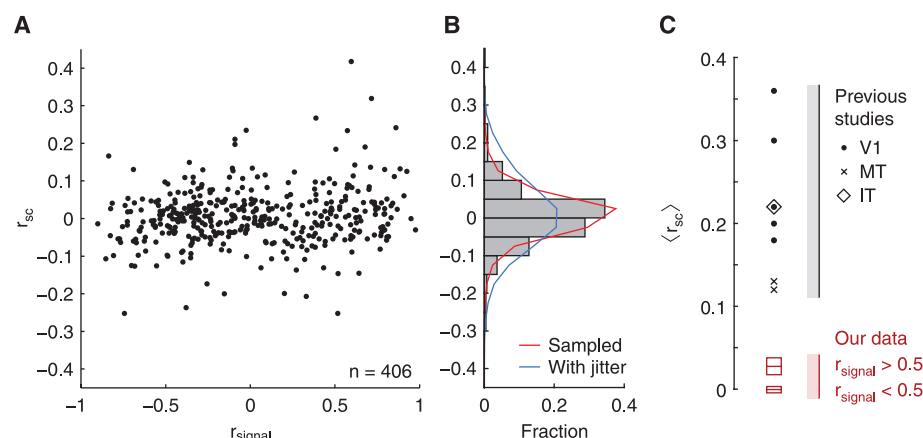 A
B
C
0.4
0.3
0.2
0.1
0
−0.1
−0.2
−0.3
−0.4
r_sc
−1
−0.5
0
0.5
1
r_signal
n = 406
0.4
0.3
0.2
0.1
0
−0.1
−0.2
−0.3
−0.4
Sampled
With jitter
0
0.2
0.4
Fraction
0.4
0.3
0.2
0.1
0
⟨r_sc⟩
Previous
studies
V1
MT
IT
Our data
r_signal > 0.5
r_signal < 0.5